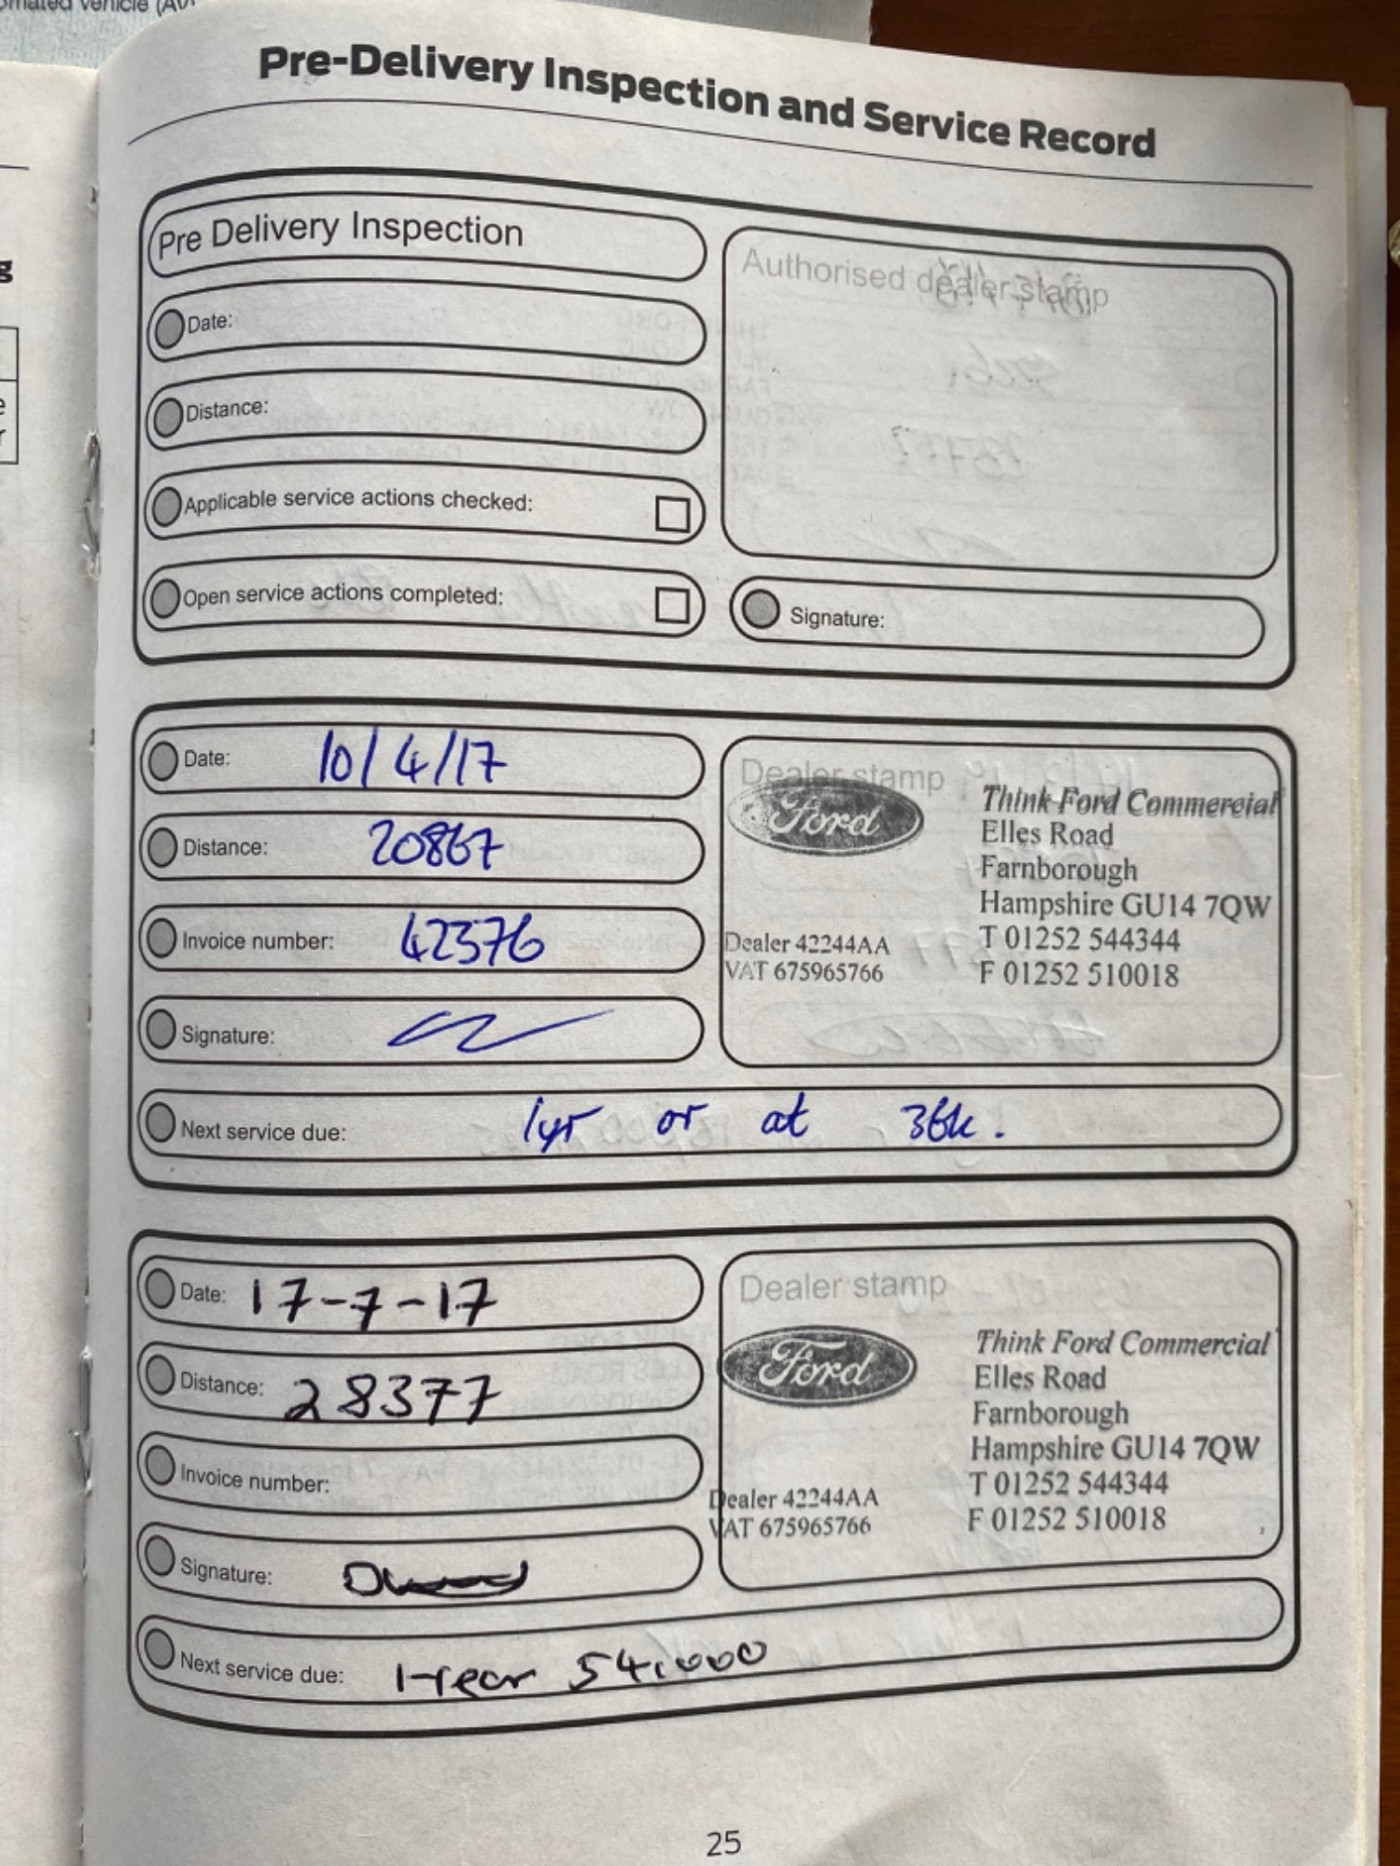 Pre-Delivery Inspection and Service Record
Pre Delivery Inspection
Date:
Distance:
Applicable service actions checked:
Open service actions completed:
Authorised dealer stamp
Signature:
Date: 10/4/17
Distance: 20867
Invoice number: 42376
Signature:
Next service due: 1yr or at 36k.
Dealer stamp
Ford
Think Ford Commercial
Elles Road
Farnborough
Hampshire GU14 7QW
Dealer 42244AA T 01252 544344
VAT 675965766 F 01252 510018
Date: 17-7-17
Distance: 28377
Invoice number:
Signature:
Next service due: 1-Year 54,000
Dealer stamp
Ford
Think Ford Commercial
Elles Road
Farnborough
Hampshire GU14 7QW
Dealer 42244AA T 01252 544344
VAT 675965766 F 01252 510018
25